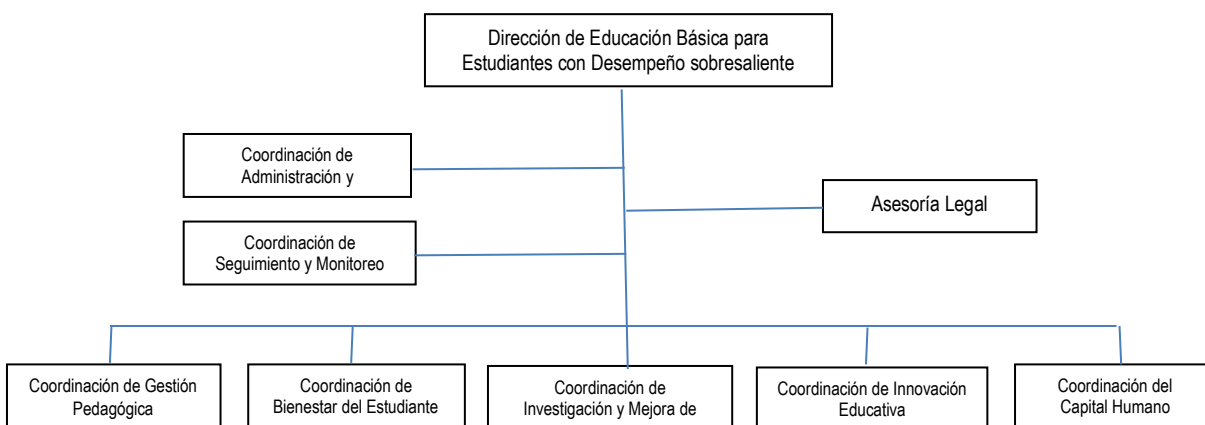 Dirección de Educación Básica para
Estudiantes con Desempeño sobresaliente
Coordinación de
Administración y
Asesoría Legal
Coordinación de
Seguimiento y Monitoreo
Coordinación de Gestión
Pedagógica
Coordinación de
Bienestar del Estudiante
Coordinación de
Investigación y Mejora de
Coordinación de Innovación
Educativa
Coordinación del
Capital Humano